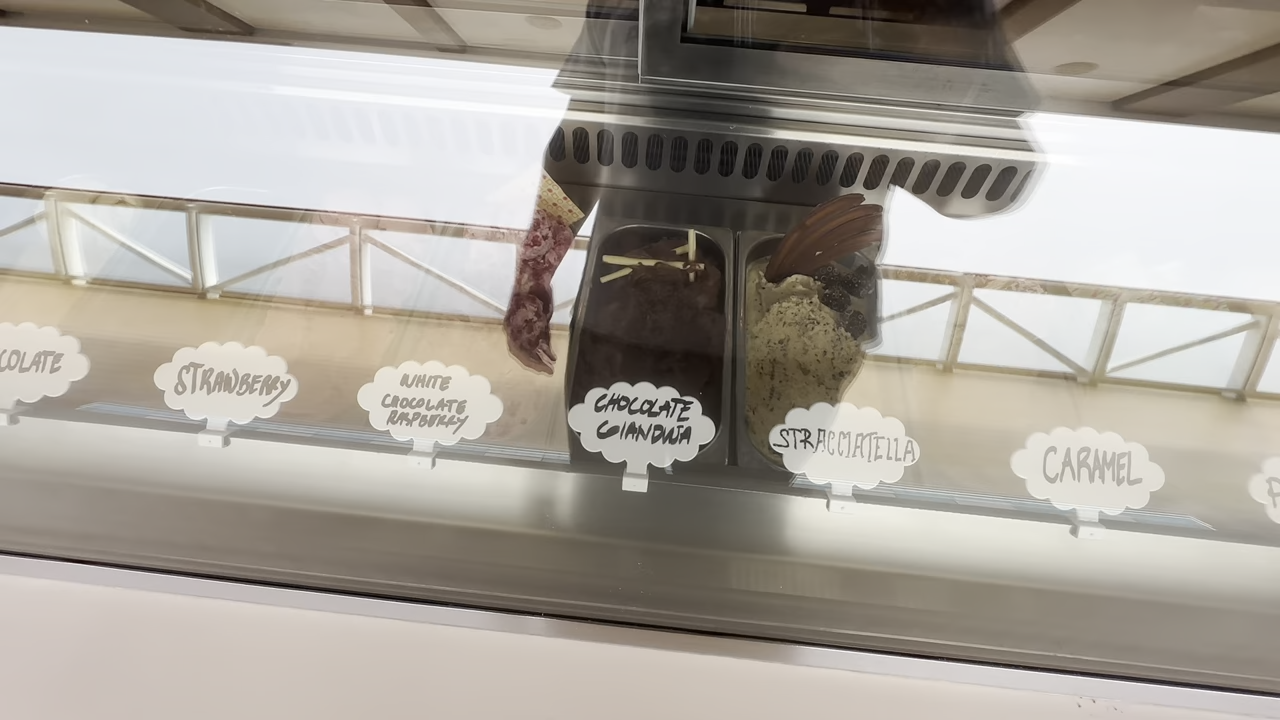 COLATE
STRAWBERRY
WHITE
CHOCOLATE
RASPBERRY
CHOCOLATE
GIANDUJA
STRACCIATELLA
CARAMEL